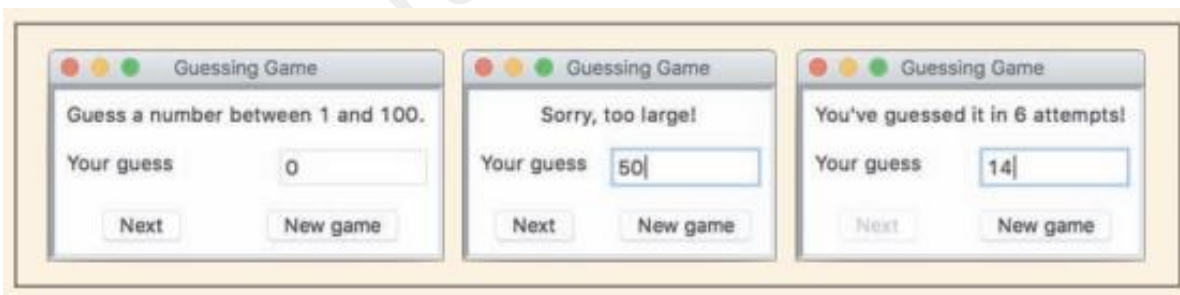 Guessing Game
Guess a number between 1 and 100.
Your guess 0
Next New game
Guessing Game
Sorry, too large!
Your guess 50
Next New game
Guessing Game
You've guessed it in 6 attempts!
Your guess 14
Next New game